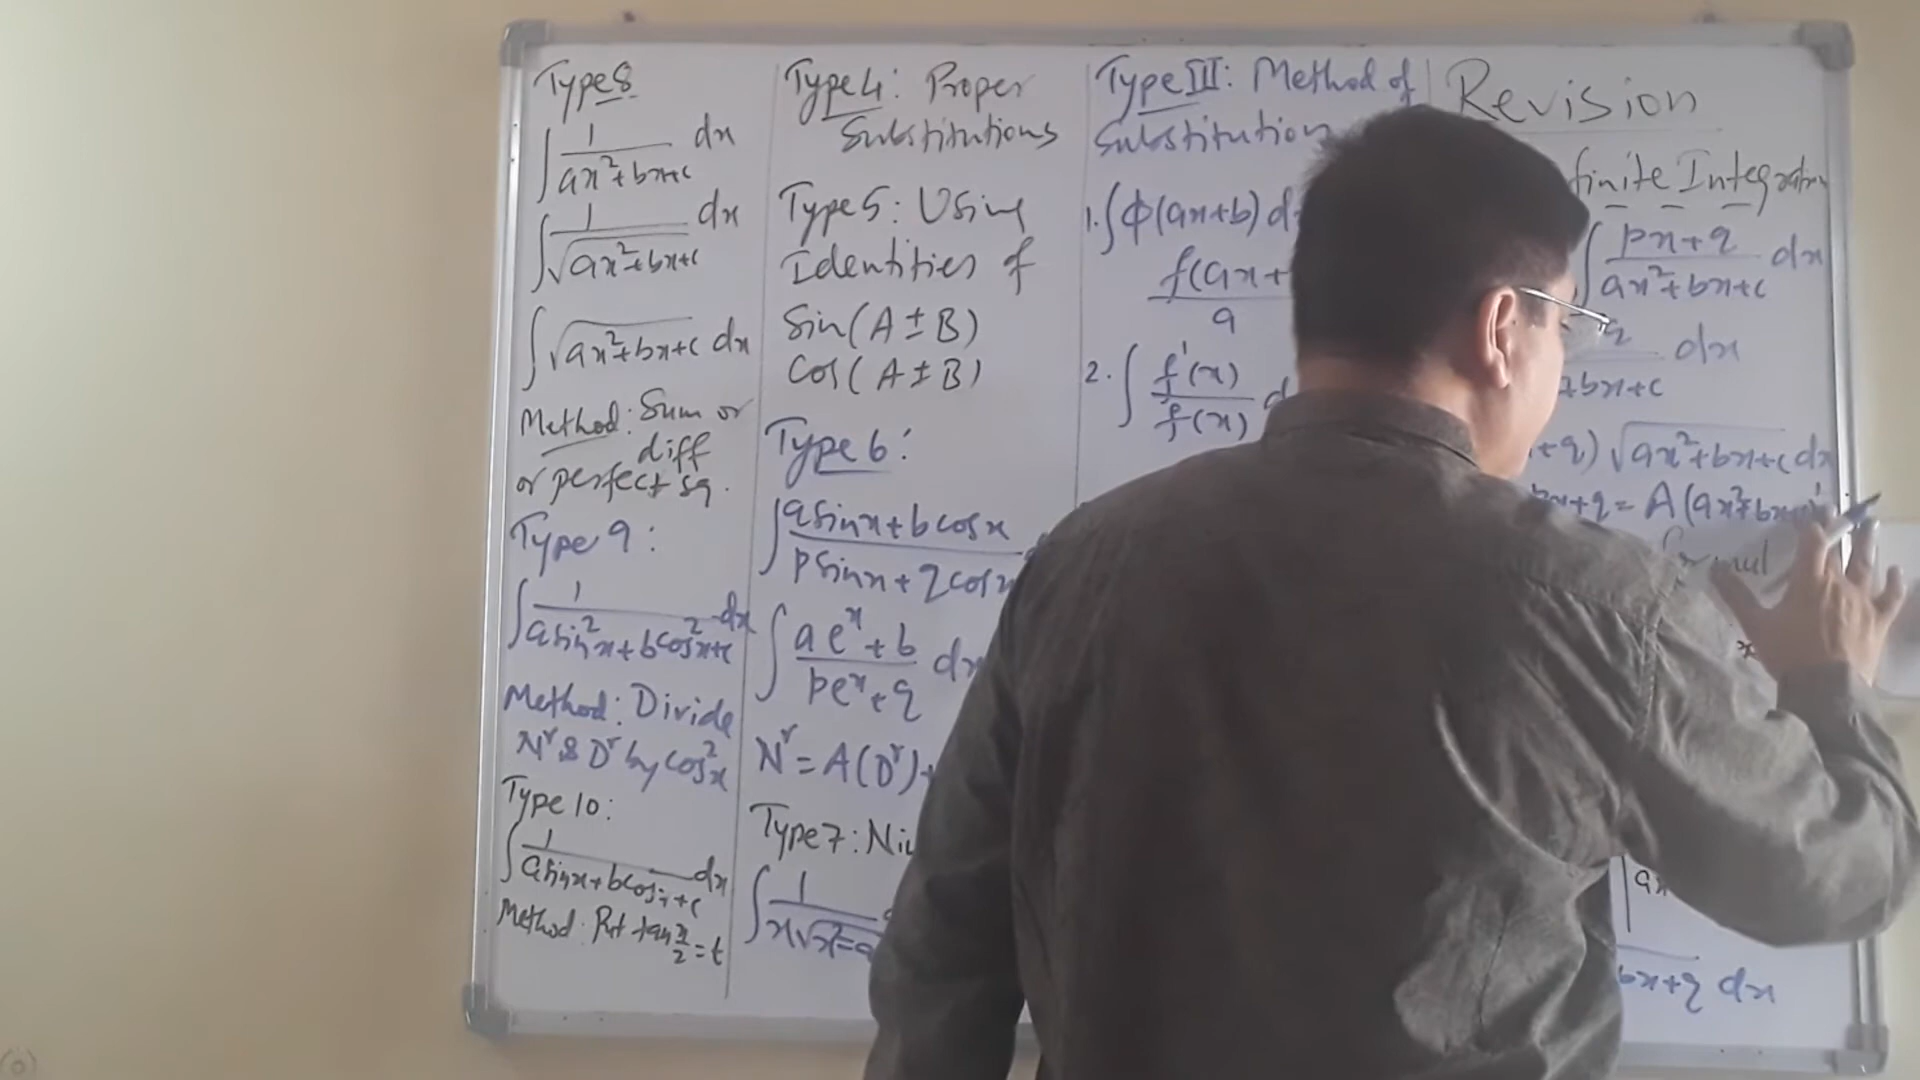 Type 8
∫ 1/(ax²+bx+c) dx
∫ 1/√(ax²+bx+c) dx
∫ √(ax²+bx+c) dx
Method: Sum or
diff
or perfect sq.
Type 9:
∫ 1/(a sin²x + b cos²x+c) dx
Method: Divide
Nʳ & Dʳ by cos²x
Type 10:
∫ 1/(a sinx + b cosx + c) dx
Method: Put tan x/2 = t
Type 4: Proper
Substitutions
Type 5: Using
Identities of
Sin(A ± B)
Cos(A ± B)
Type 6:
∫ (a sinx + b cosx)/(p sinx + q cosx)
∫ (a eˣ + b)/(p eˣ + q) dx
Nʳ = A(Dʳ)+
Type 7:
∫ 1/(x√x²
Type III: Method of
Substitution
1. ∫ Φ(ax+b) d
f(ax+
a
2. ∫ f'(x)/f(x) d
Revision
finite Integration
∫ (px+q)/(ax²+bx+c) dx
q dx
+bx+c
+q) √(ax²+bx+c) dx
px+q = A(ax²+bx+c)'
ax
bx+q dx